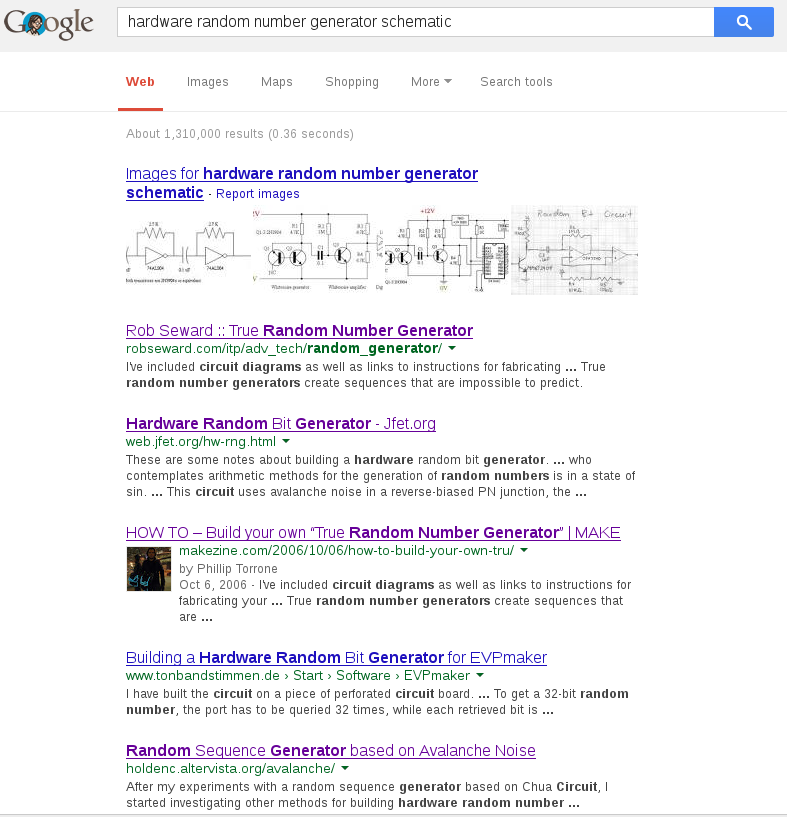 Google
hardware random number generator schematic
Web Images Maps Shopping More Search tools
About 1,310,000 results (0.36 seconds)
Images for hardware random number generator
schematic - Report images
+12V
Random Bit Circuit
74ALS04 74ALS04
White noise generator White noise amplifier
Rob Seward :: True Random Number Generator
robseward.com/itp/adv_tech/random_generator/
I've included circuit diagrams as well as links to instructions for fabricating ... True
random number generators create sequences that are impossible to predict.
Hardware Random Bit Generator - Jfet.org
web.jfet.org/hw-rng.html
These are some notes about building a hardware random bit generator. ... who
contemplates arithmetic methods for the generation of random numbers is in a state of
sin. ... This circuit uses avalanche noise in a reverse-biased PN junction, the ...
HOW TO – Build your own “True Random Number Generator” | MAKE
makezine.com/2006/10/06/how-to-build-your-own-tru/
by Phillip Torrone
Oct 6, 2006 - I've included circuit diagrams as well as links to instructions for
fabricating your ... True random number generators create sequences that
are ...
Building a Hardware Random Bit Generator for EVPmaker
www.tonbandstimmen.de › Start › Software › EVPmaker
I have built the circuit on a piece of perforated circuit board. ... To get a 32-bit random
number, the port has to be queried 32 times, while each retrieved bit is ...
Random Sequence Generator based on Avalanche Noise
holdenc.altervista.org/avalanche/
After my experiments with a random sequence generator based on Chua Circuit, I
started investigating other methods for building hardware random number ...